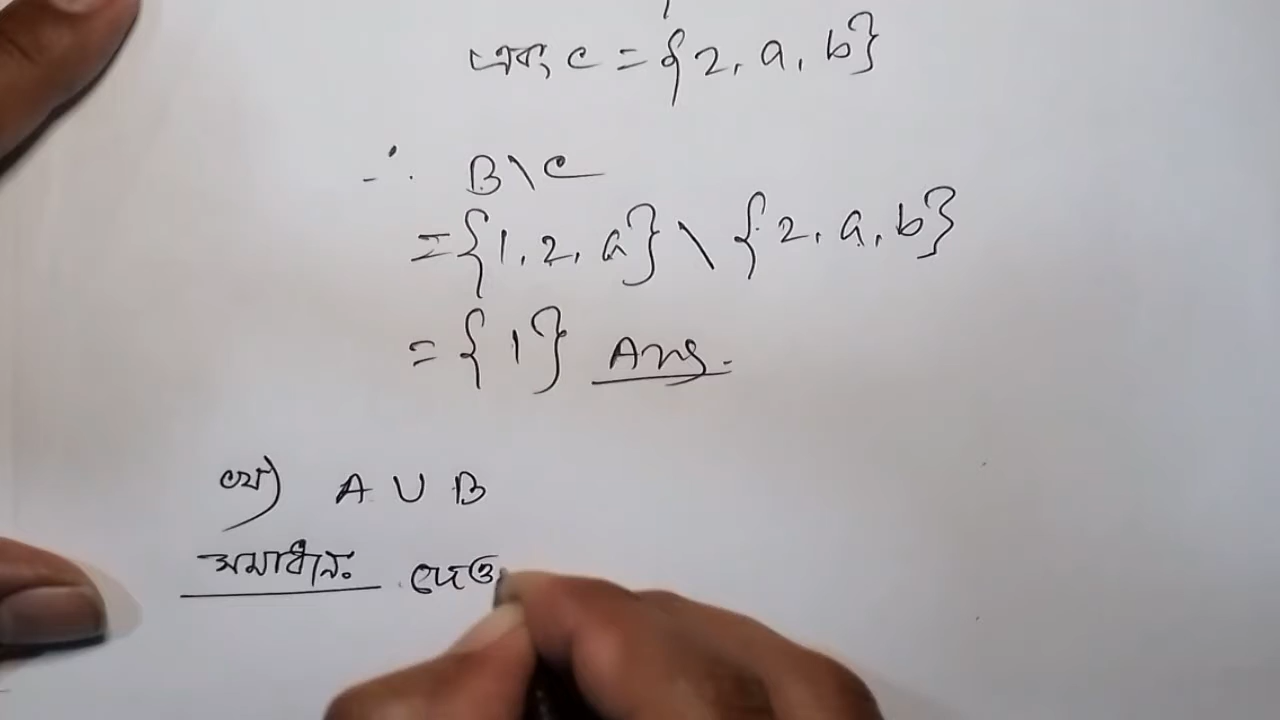 এবং C = {2, a, b}
∴ B\C
= {1, 2, a} \ {2, a, b}
= {1} Ans.
খ) A ∪ B
সমাধান: দেও